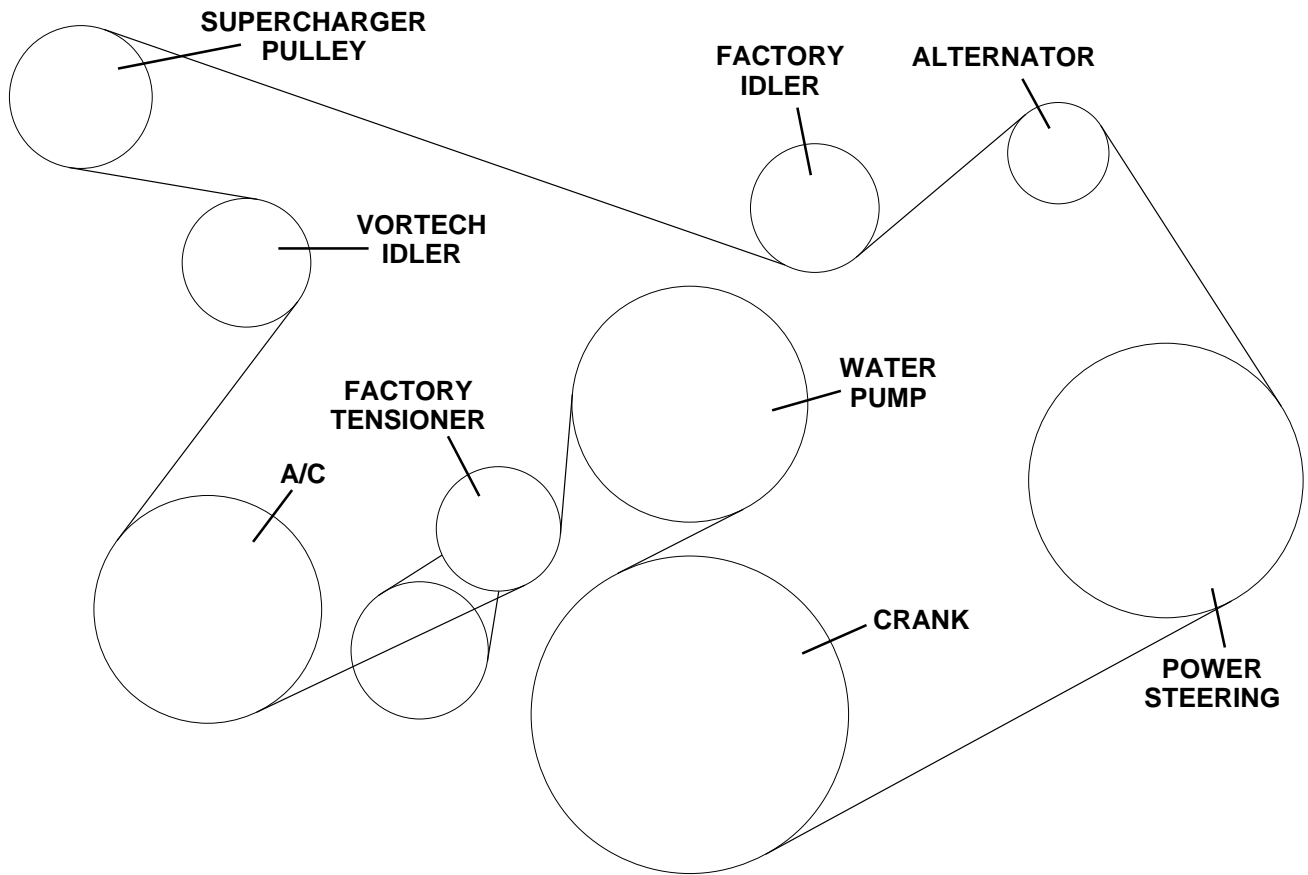 SUPERCHARGER
PULLEY
FACTORY
IDLER
ALTERNATOR
VORTECH
IDLER
WATER
PUMP
FACTORY
TENSIONER
A/C
CRANK
POWER
STEERING